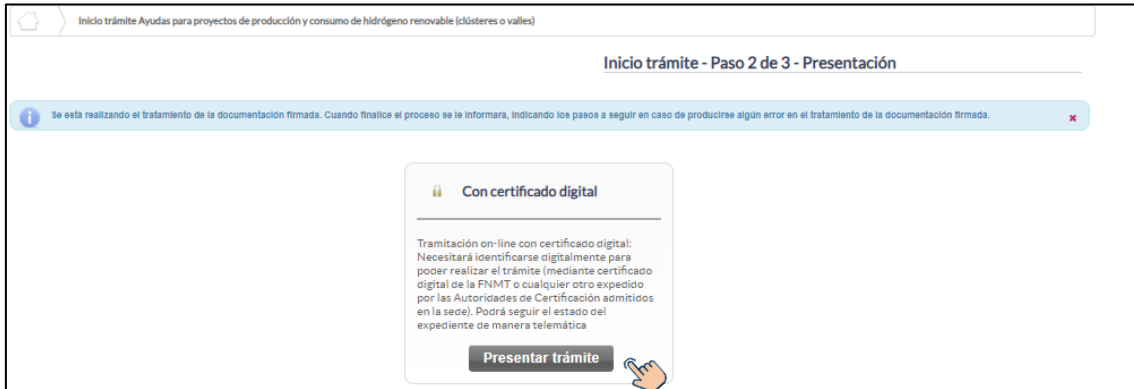 Inicio trámite Ayudas para proyectos de producción y consumo de hidrógeno renovable (clústeres o valles)
Inicio trámite - Paso 2 de 3 - Presentación
Se está realizando el tratamiento de la documentación firmada. Cuando finalice el proceso se le informará, indicando los pasos a seguir en caso de producirse algún error en el tratamiento de la documentación firmada.
Con certificado digital
Tramitación on-line con certificado digital:
Necesitará identificarse digitalmente para
poder realizar el trámite (mediante certificado
digital de la FNMT o cualquier otro expedido
por las Autoridades de Certificación admitidos
en la sede). Podrá seguir el estado del
expediente de manera telemática
Presentar trámite